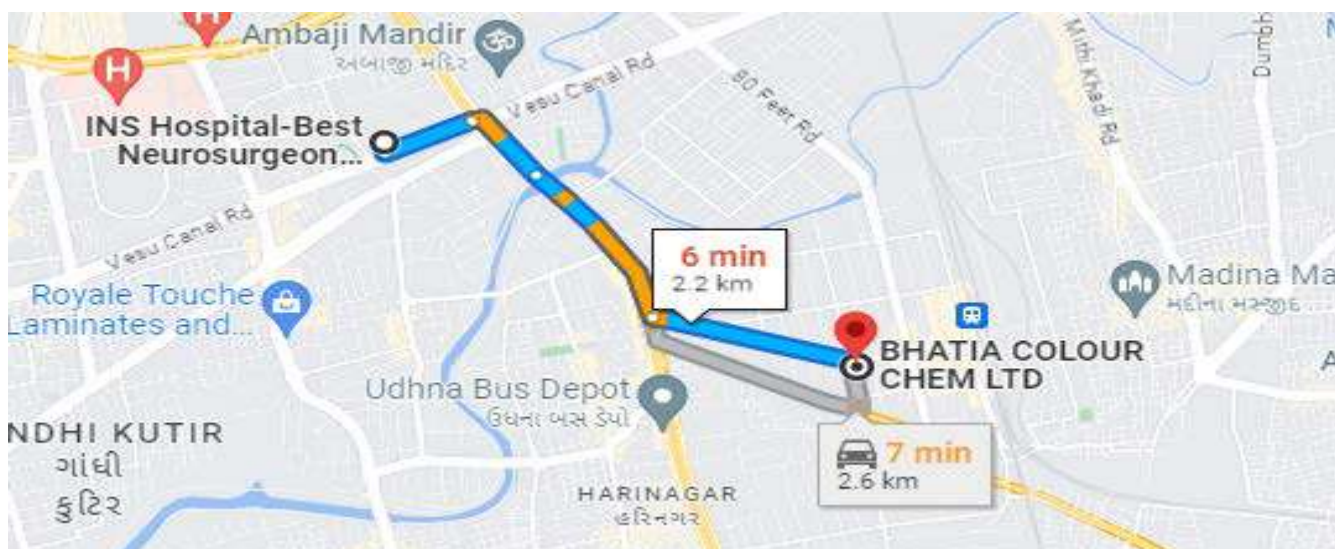 H
H
Ambaji Mandir
અંબાજી મંદિર
INS Hospital-Best
Neurosurgeon...
Vesu Canal Rd
80 Feer Rd
Mithi Khadi Rd
Vesu Canal Rd
6 min
2.2 km
Royale Touche
Laminates and...
Madina Ma
મદીના મસ્જીદ
BHATIA COLOUR
CHEM LTD
Udhna Bus Depot
ઉધના બસ ડેપો
NDHI KUTIR
ગાંધી
કુટિર
7 min
2.6 km
HARINAGAR
હરિનગર